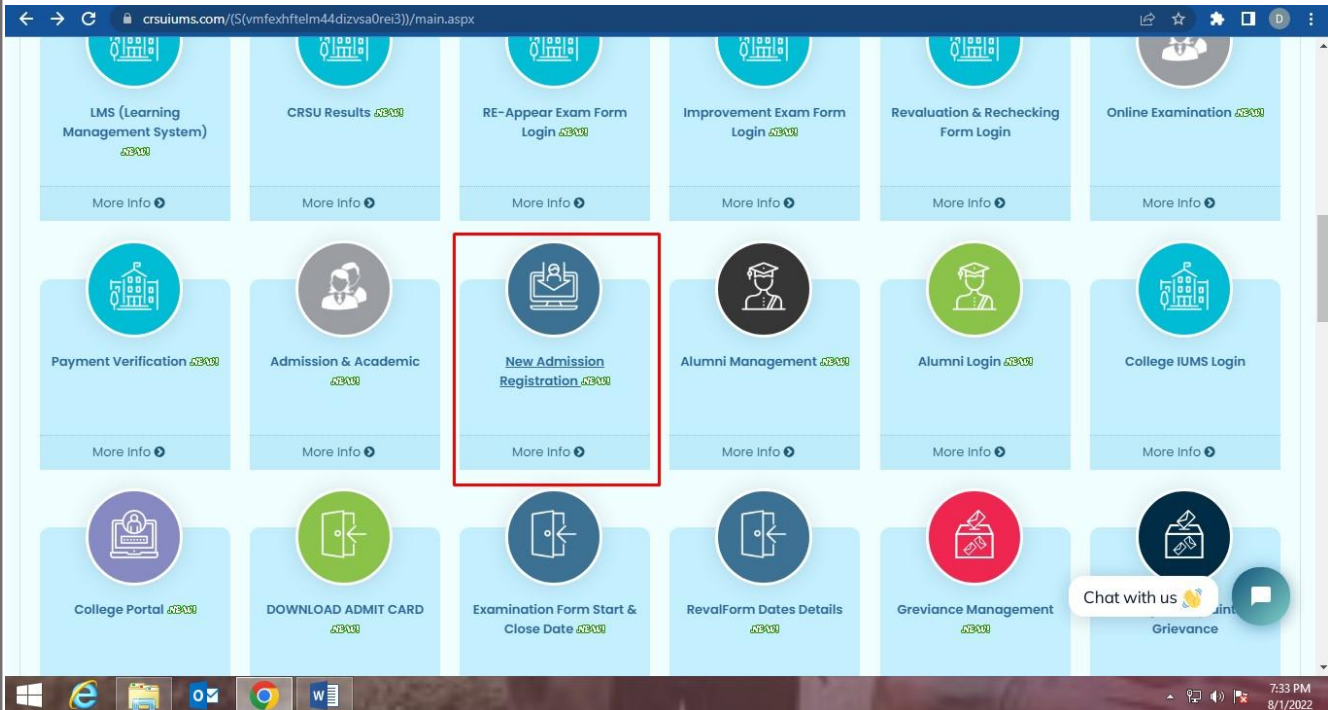 crsuiums.com/(S(vmfexhftelm44dizvsa0rei3))/main.aspx
D
LMS (Learning
Management System)
NEW!
CRSU Results NEW!
RE-Appear Exam Form
Login NEW!
Improvement Exam Form
Login NEW!
Revaluation & Rechecking
Form Login
Online Examination NEW!
More Info
More Info
More Info
More Info
More Info
More Info
Payment Verification NEW!
Admission & Academic
NEW!
New Admission
Registration NEW!
Alumni Management NEW!
Alumni Login NEW!
College IUMS Login
More Info
More Info
More Info
More Info
More Info
More Info
College Portal NEW!
DOWNLOAD ADMIT CARD
NEW!
Examination Form Start &
Close Date NEW!
RevalForm Dates Details
NEW!
Greviance Management
NEW!
Grievance
Chat with us 👋
7:33 PM
8/1/2022